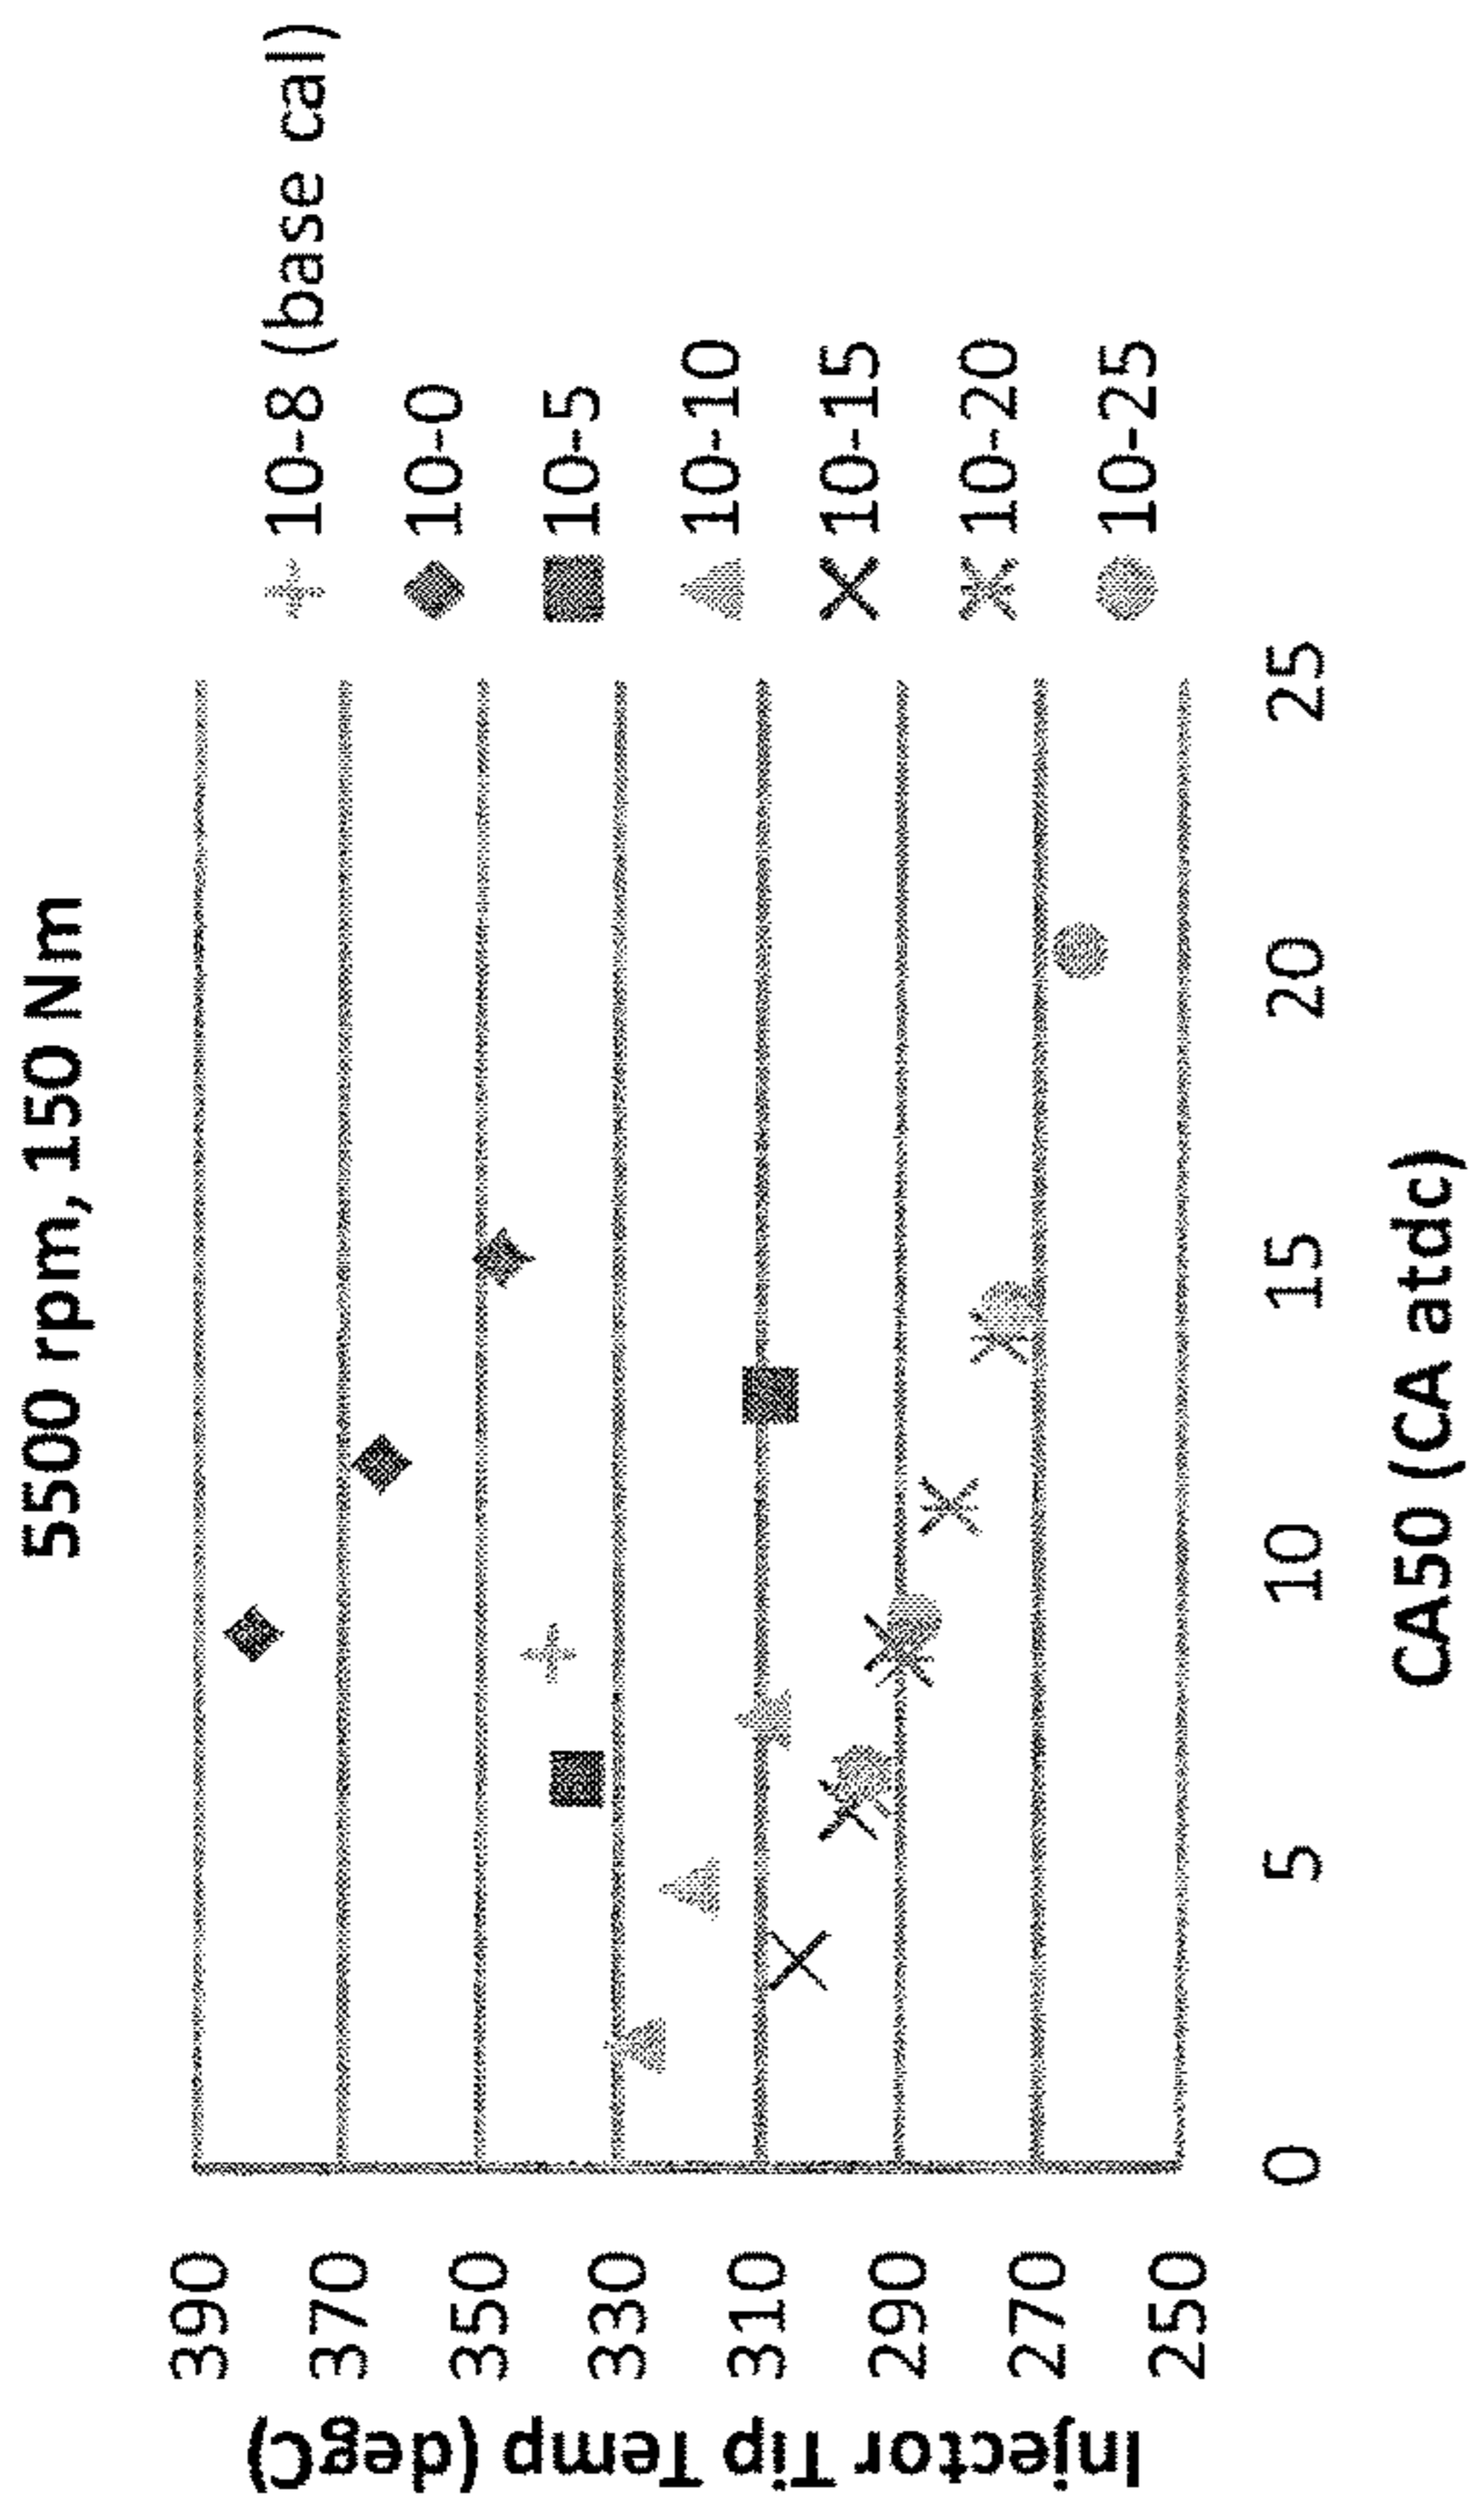 5500 rpm, 150 Nm
Injector Tip Temp (degC)
390
370
350
330
310
290
270
250
0 5 10 15 20 25
CA50 (CA atdc)
10-8 (base cal)
10-0
10-5
10-10
10-15
10-20
10-25